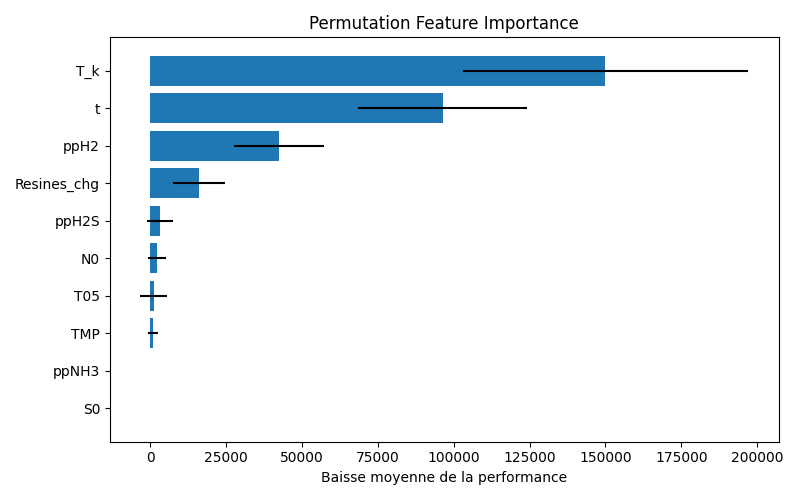 Permutation Feature Importance
T_k
t
ppH2
Resines_chg
ppH2S
N0
T05
TMP
ppNH3
S0
0 25000 50000 75000 100000 125000 150000 175000 200000
Baisse moyenne de la performance